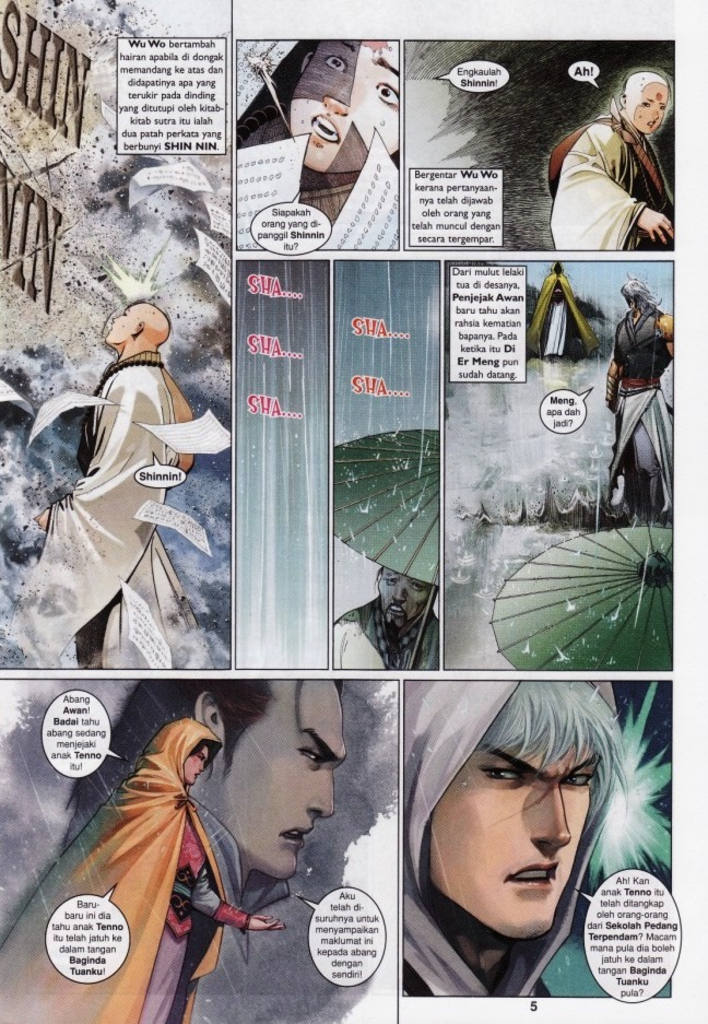 SHIN
NIN
Wu Wo bertambah
hairan apabila di dongak
memandang ke atas dan
didapatinya apa yang
terukir pada dinding
yang ditutupi oleh kitab-
kitab sutra itu ialah
dua patah perkata yang
berbunyi SHIN NIN.
Shinnin!
Siapakah
orang yang di-
panggil Shinnin
itu?
Engkaulah
Shinnin!
Ah!
Bergentar Wu Wo
kerana pertanyaan-
nya telah dijawab
oleh orang yang
telah muncul dengan
secara tergempar.
SHA....
SHA....
SHA....
SHA....
SHA....
Dari mulut lelaki
tua di desanya,
Penjejak Awan
baru tahu akan
rahsia kematian
bapanya. Pada
ketika itu Di
Er Meng pun
sudah datang.
Meng,
apa dah
jadi?
Abang
Awan!
Badai tahu
abang sedang
menjejaki
anak Tenno
itu!
Baru-
baru ini dia
tahu anak Tenno
itu telah jatuh ke
dalam tangan
Baginda
Tuanku!
Aku
telah di-
suruhnya untuk
menyampaikan
maklumat ini
kepada abang
dengan
sendiri!
Ah! Kan
anak Tenno itu
telah ditangkap
oleh orang-orang
dari Sekolah Pedang
Terpendam? Macam
mana pula dia boleh
jatuh ke dalam
tangan Baginda
Tuanku
pula?
5